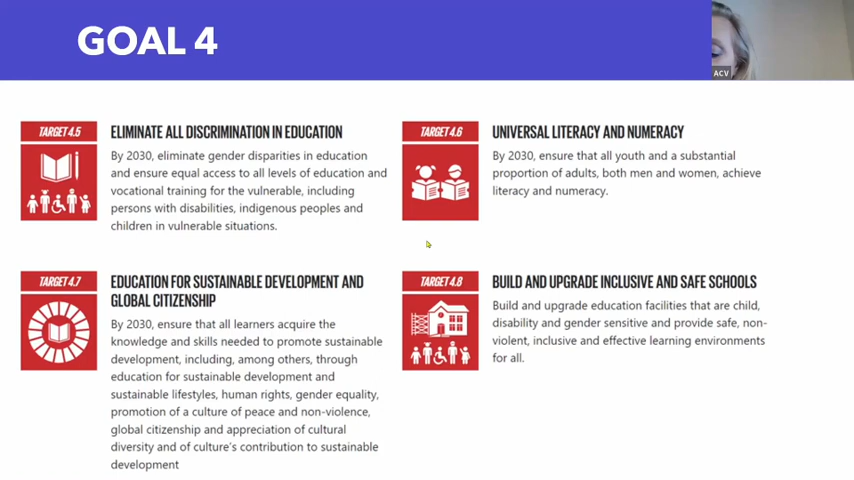 GOAL 4
ACV
TARGET 4.5
ELIMINATE ALL DISCRIMINATION IN EDUCATION
By 2030, eliminate gender disparities in education
and ensure equal access to all levels of education and
vocational training for the vulnerable, including
persons with disabilities, indigenous peoples and
children in vulnerable situations.
TARGET 4.6
UNIVERSAL LITERACY AND NUMERACY
By 2030, ensure that all youth and a substantial
proportion of adults, both men and women, achieve
literacy and numeracy.
TARGET 4.7
EDUCATION FOR SUSTAINABLE DEVELOPMENT AND
GLOBAL CITIZENSHIP
By 2030, ensure that all learners acquire the
knowledge and skills needed to promote sustainable
development, including, among others, through
education for sustainable development and
sustainable lifestyles, human rights, gender equality,
promotion of a culture of peace and non-violence,
global citizenship and appreciation of cultural
diversity and of culture's contribution to sustainable
development
TARGET 4.8
BUILD AND UPGRADE INCLUSIVE AND SAFE SCHOOLS
Build and upgrade education facilities that are child,
disability and gender sensitive and provide safe, non-
violent, inclusive and effective learning environments
for all.